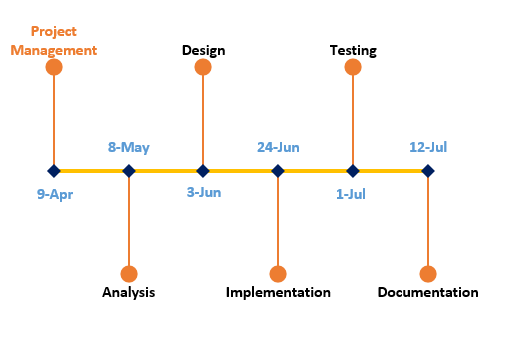 Project
Management
Design
Testing
8-May
24-Jun
12-Jul
9-Apr
3-Jun
1-Jul
Analysis
Implementation
Documentation